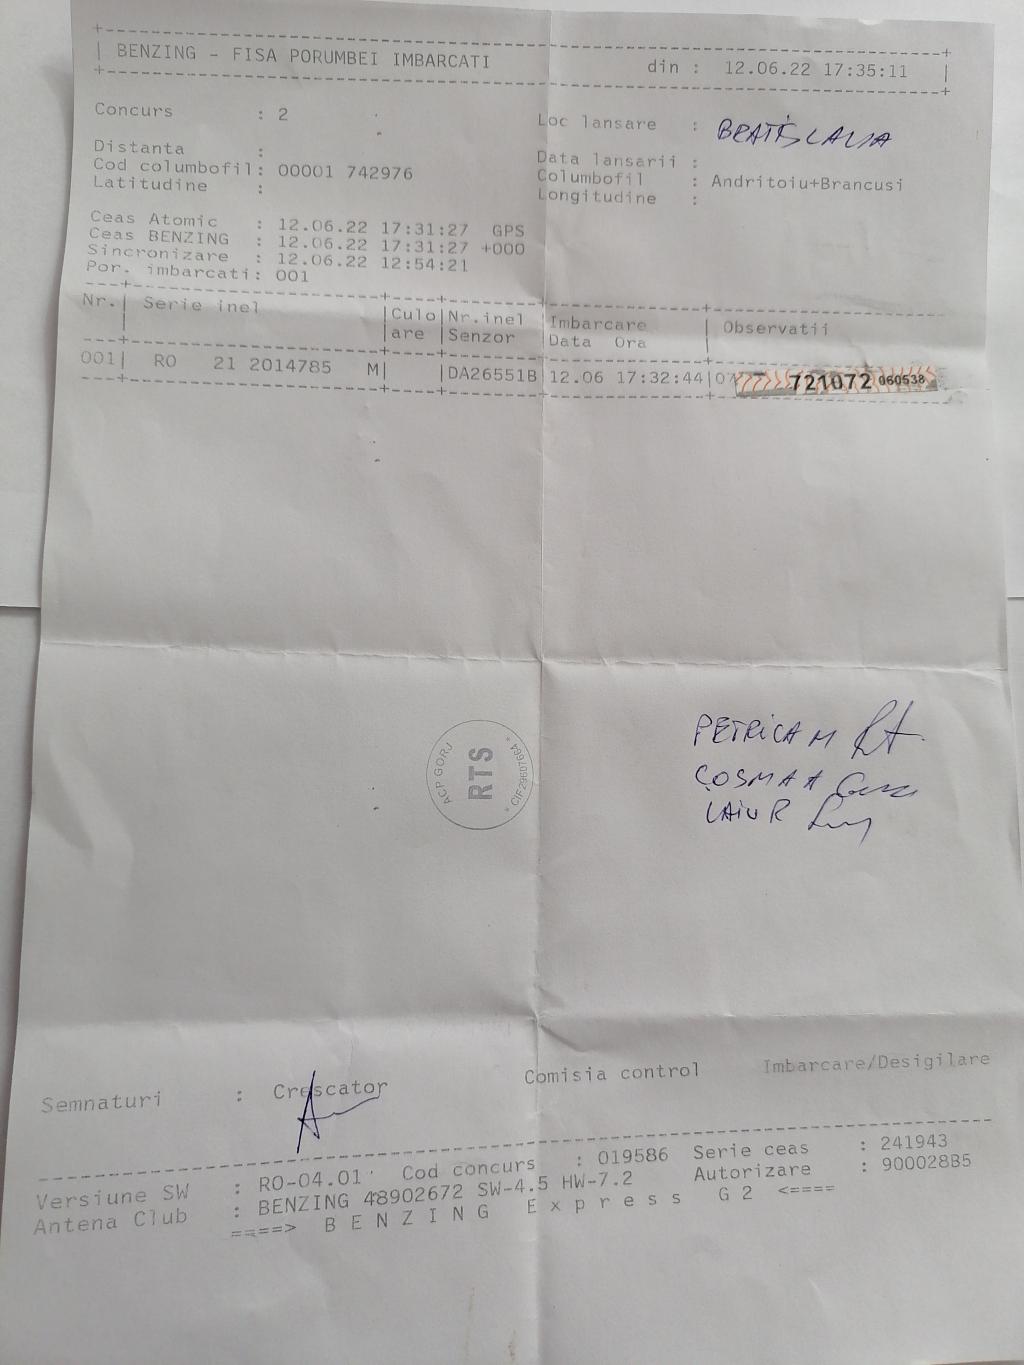 BENZING - FISA PORUMBEI IMBARCATI din : 12.06.22 17:35:11
Concurs : 2
Loc lansare : BRATISLAVA
Distanta :
Data lansarii :
Cod columbofil: 00001 742976
Columbofil : Andritoiu+Brancusi
Latitudine :
Longitudine :
Ceas Atomic : 12.06.22 17:31:27 GPS
Ceas BENZING : 12.06.22 17:31:27 +000
Sincronizare : 12.06.22 12:54:21
Por. imbarcati: 001
Nr.| Serie inel |Culo|Nr.inel |Imbarcare | Observatii
| |are |Senzor |Data Ora |
001| RO 21 2014785 M| |DA26551B|12.06 17:32:44|07 721072 060538
ACP GORJ
RTS
* CIF29607664 *
PETRICA M
COSMA A
LAIU R
Semnaturi : Crescator Comisia control Imbarcare/Desigilare
Versiune SW : RO-04.01 Cod concurs : 019586 Serie ceas : 241943
Antena Club : BENZING 48902672 SW-4.5 HW-7.2 Autorizare : 900028B5
====> B E N Z I N G E x p r e s s G 2 <====